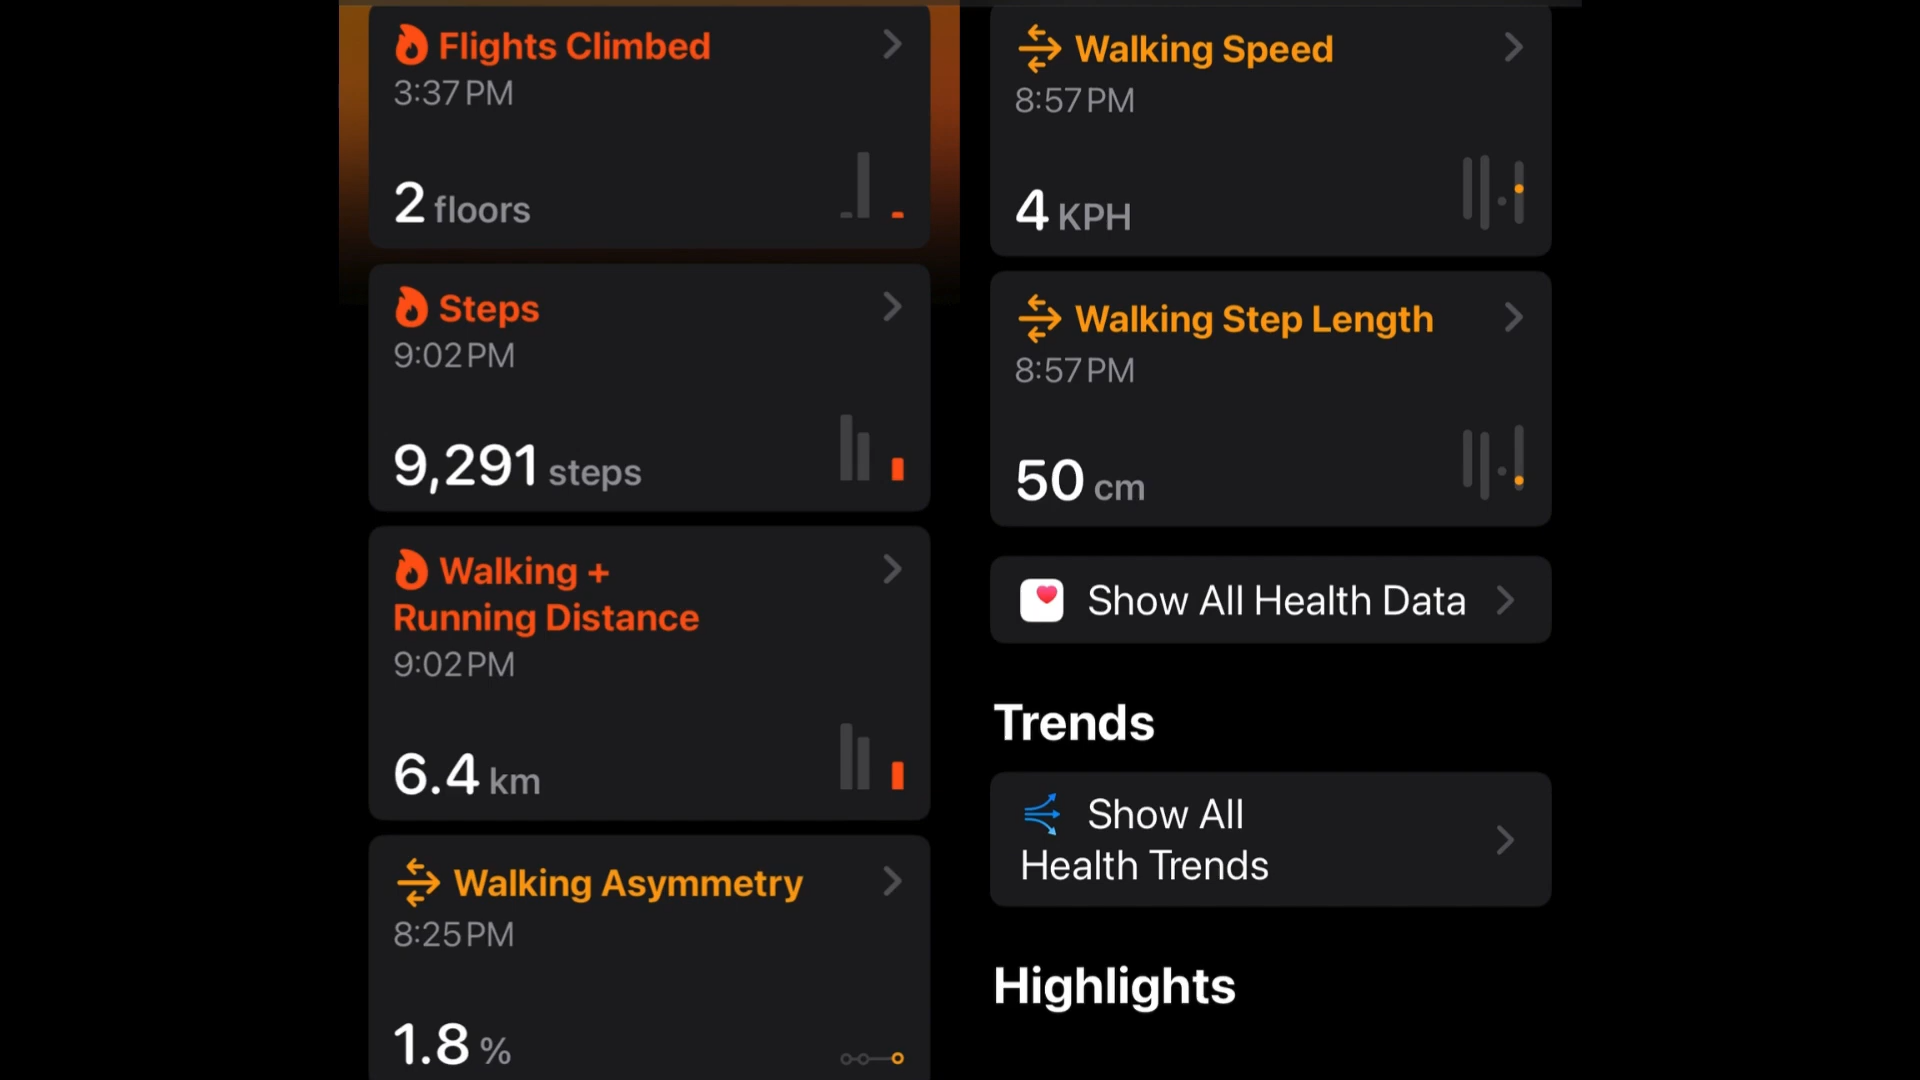 Flights Climbed
3:37 PM
2 floors
Steps
9:02 PM
9,291 steps
Walking +
Running Distance
9:02 PM
6.4 km
Walking Asymmetry
8:25 PM
1.8 %
Walking Speed
8:57 PM
4 KPH
Walking Step Length
8:57 PM
50 cm
Show All Health Data
Trends
Show All
Health Trends
Highlights